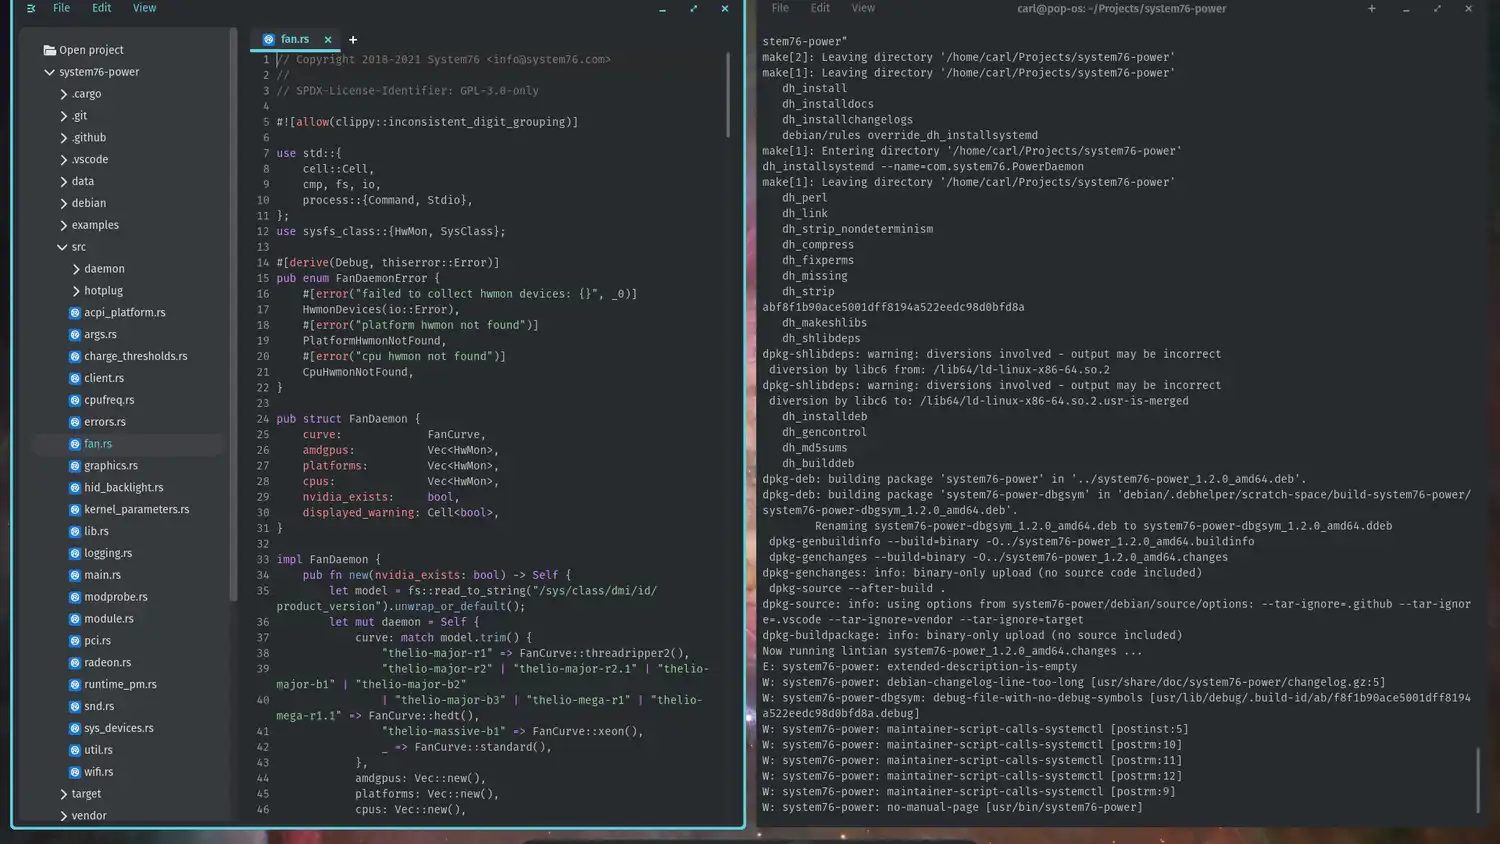 File Edit View
Open project
system76-power
.cargo
.git
.github
.vscode
data
debian
examples
src
daemon
hotplug
acpi_platform.rs
args.rs
charge_thresholds.rs
client.rs
cpufreq.rs
errors.rs
fan.rs
graphics.rs
hid_backlight.rs
kernel_parameters.rs
lib.rs
logging.rs
main.rs
modprobe.rs
module.rs
pci.rs
radeon.rs
runtime_pm.rs
snd.rs
sys_devices.rs
util.rs
wifi.rs
target
vendor
fan.rs
1 // Copyright 2018-2021 System76 <info@system76.com>
2 //
3 // SPDX-License-Identifier: GPL-3.0-only
4
5 #![allow(clippy::inconsistent_digit_grouping)]
6
7 use std::{
8 cell::Cell,
9 cmp, fs, io,
10 process::{Command, Stdio},
11 };
12 use sysfs_class::{HwMon, SysClass};
13
14 #[derive(Debug, thiserror::Error)]
15 pub enum FanDaemonError {
16 #[error("failed to collect hwmon devices: {}", _0)]
17 HwmonDevices(io::Error),
18 #[error("platform hwmon not found")]
19 PlatformHwmonNotFound,
20 #[error("cpu hwmon not found")]
21 CpuHwmonNotFound,
22 }
23
24 pub struct FanDaemon {
25 curve: FanCurve,
26 amdgpus: Vec<HwMon>,
27 platforms: Vec<HwMon>,
28 cpus: Vec<HwMon>,
29 nvidia_exists: bool,
30 displayed_warning: Cell<bool>,
31 }
32
33 impl FanDaemon {
34 pub fn new(nvidia_exists: bool) -> Self {
35 let model = fs::read_to_string("/sys/class/dmi/id/
product_version").unwrap_or_default();
36 let mut daemon = Self {
37 curve: match model.trim() {
38 "thelio-major-r1" => FanCurve::threadripper2(),
39 "thelio-major-r2" | "thelio-major-r2.1" | "thelio-
major-b1" | "thelio-major-b2"
40 | "thelio-major-b3" | "thelio-mega-r1" | "thelio-
mega-r1.1" => FanCurve::hedt(),
41 "thelio-massive-b1" => FanCurve::xeon(),
42 _ => FanCurve::standard(),
43 },
44 amdgpus: Vec::new(),
45 platforms: Vec::new(),
46 cpus: Vec::new(),
File Edit View carl@pop-os: ~/Projects/system76-power
stem76-power"
make[2]: Leaving directory '/home/carl/Projects/system76-power'
make[1]: Leaving directory '/home/carl/Projects/system76-power'
dh_install
dh_installdocs
dh_installchangelogs
debian/rules override_dh_installsystemd
make[1]: Entering directory '/home/carl/Projects/system76-power'
dh_installsystemd --name=com.system76.PowerDaemon
make[1]: Leaving directory '/home/carl/Projects/system76-power'
dh_perl
dh_link
dh_strip_nondeterminism
dh_compress
dh_fixperms
dh_missing
dh_strip
abf8f1b90ace5001dff8194a522eedc98d0bfd8a
dh_makeshlibs
dh_shlibdeps
dpkg-shlibdeps: warning: diversions involved - output may be incorrect
diversion by libc6 from: /lib64/ld-linux-x86-64.so.2
dpkg-shlibdeps: warning: diversions involved - output may be incorrect
diversion by libc6 to: /lib64/ld-linux-x86-64.so.2.usr-is-merged
dh_installdeb
dh_gencontrol
dh_md5sums
dh_builddeb
dpkg-deb: building package 'system76-power' in '../system76-power_1.2.0_amd64.deb'.
dpkg-deb: building package 'system76-power-dbgsym' in 'debian/.debhelper/scratch-space/build-system76-power/
system76-power-dbgsym_1.2.0_amd64.deb'.
Renaming system76-power-dbgsym_1.2.0_amd64.deb to system76-power-dbgsym_1.2.0_amd64.ddeb
dpkg-genbuildinfo --build=binary -O../system76-power_1.2.0_amd64.buildinfo
dpkg-genchanges --build=binary -O../system76-power_1.2.0_amd64.changes
dpkg-genchanges: info: binary-only upload (no source code included)
dpkg-source --after-build .
dpkg-source: info: using options from system76-power/debian/source/options: --tar-ignore=.github --tar-ignor
e=.vscode --tar-ignore=vendor --tar-ignore=target
dpkg-buildpackage: info: binary-only upload (no source included)
Now running lintian system76-power_1.2.0_amd64.changes ...
E: system76-power: extended-description-is-empty
W: system76-power: debian-changelog-line-too-long [usr/share/doc/system76-power/changelog.gz:5]
W: system76-power-dbgsym: debug-file-with-no-debug-symbols [usr/lib/debug/.build-id/ab/f8f1b90ace5001dff8194
a522eedc98d0bfd8a.debug]
W: system76-power: maintainer-script-calls-systemctl [postinst:5]
W: system76-power: maintainer-script-calls-systemctl [postrm:10]
W: system76-power: maintainer-script-calls-systemctl [postrm:11]
W: system76-power: maintainer-script-calls-systemctl [postrm:12]
W: system76-power: maintainer-script-calls-systemctl [postrm:9]
W: system76-power: no-manual-page [usr/bin/system76-power]